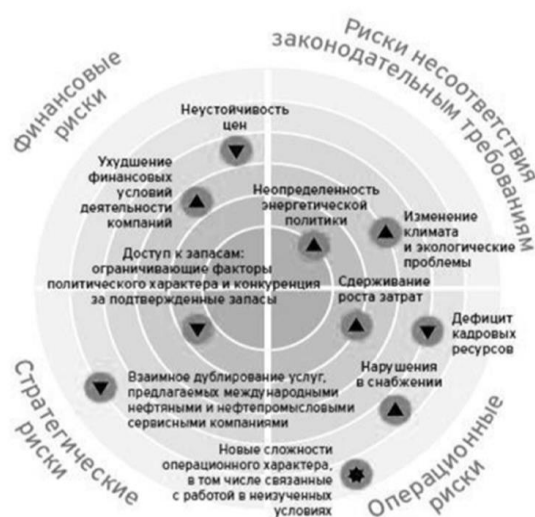 Финансовые
риски
Риски несоответствия
законодательным требованиям
Неустойчивость
цен
Ухудшение
финансовых
условий
деятельности
компаний
Неопределенность
энергетической
политики
Изменение
климата
и экологические
проблемы
Доступ к запасам:
ограничивающие факторы
политического характера и конкуренция
за подтвержденные запасы
Сдерживание
роста затрат
Дефицит
кадровых
ресурсов
Взаимное дублирование услуг,
предлагаемых международными
нефтяными и нефтепромысловыми
сервисными компаниями
Нарушения
в снабжении
Новые сложности
операционного характера,
в том числе связанные
с работой в неизученных
условиях
Стратегические
риски
Операционные
риски